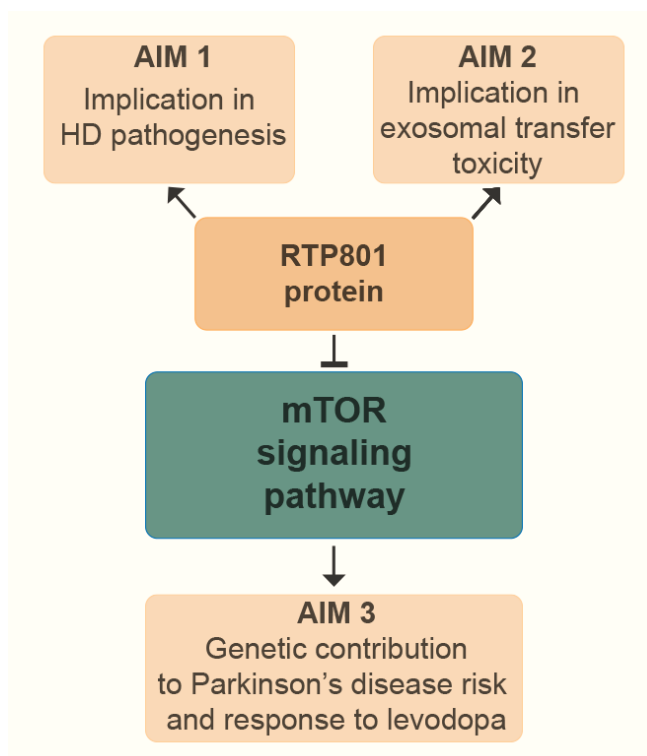 AIM 1
Implication in
HD pathogenesis
AIM 2
Implication in
exosomal transfer
toxicity
RTP801
protein
mTOR
signaling
pathway
AIM 3
Genetic contribution
to Parkinson’s disease risk
and response to levodopa